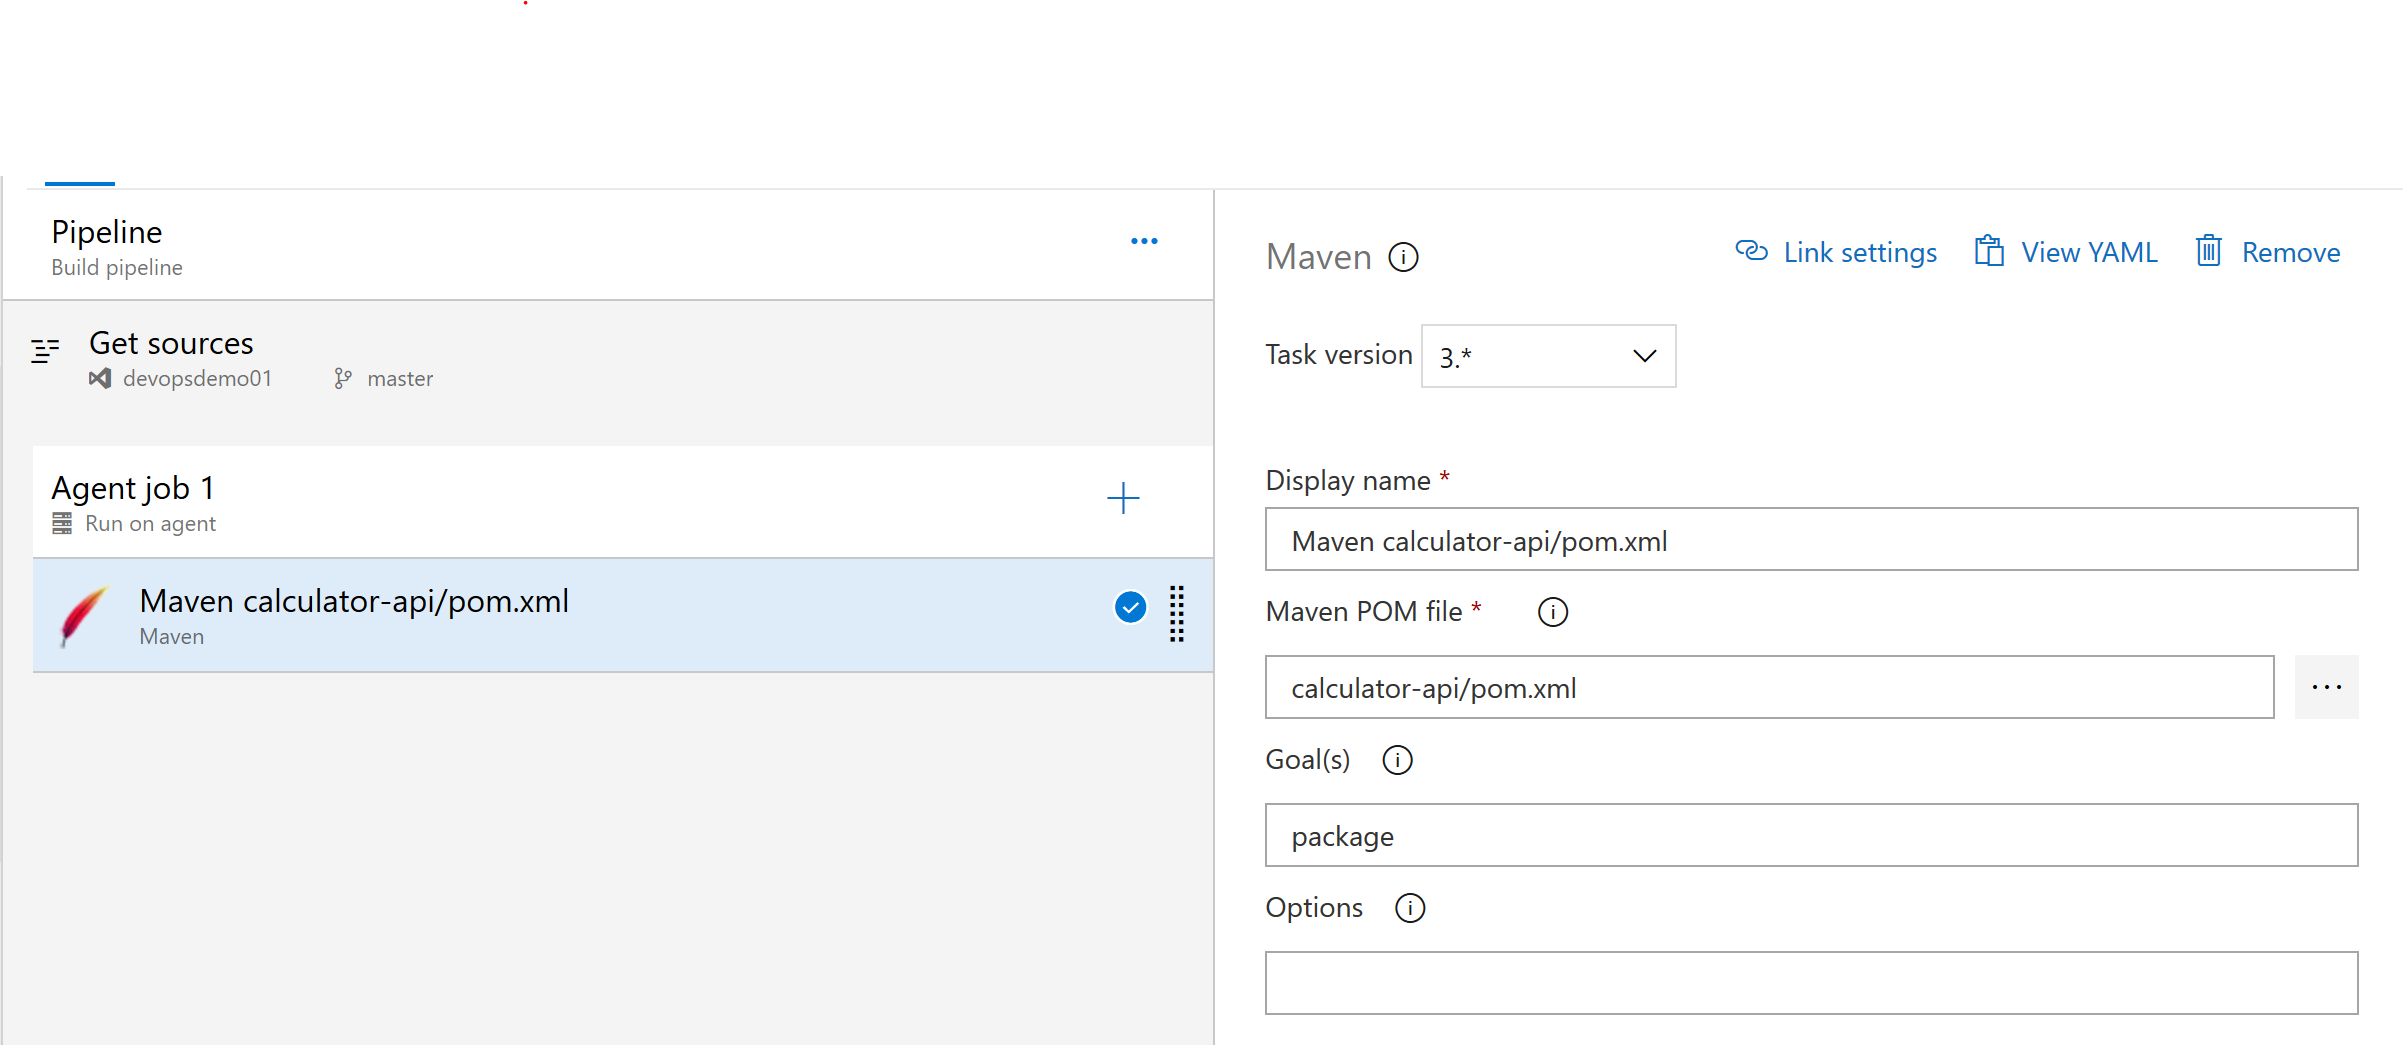 Pipeline
Build pipeline
Get sources
devopsdemo01 master
Agent job 1
Run on agent
Maven calculator-api/pom.xml
Maven
Maven
Link settings
View YAML
Remove
Task version 3.*
Display name *
Maven calculator-api/pom.xml
Maven POM file *
calculator-api/pom.xml
Goal(s)
package
Options